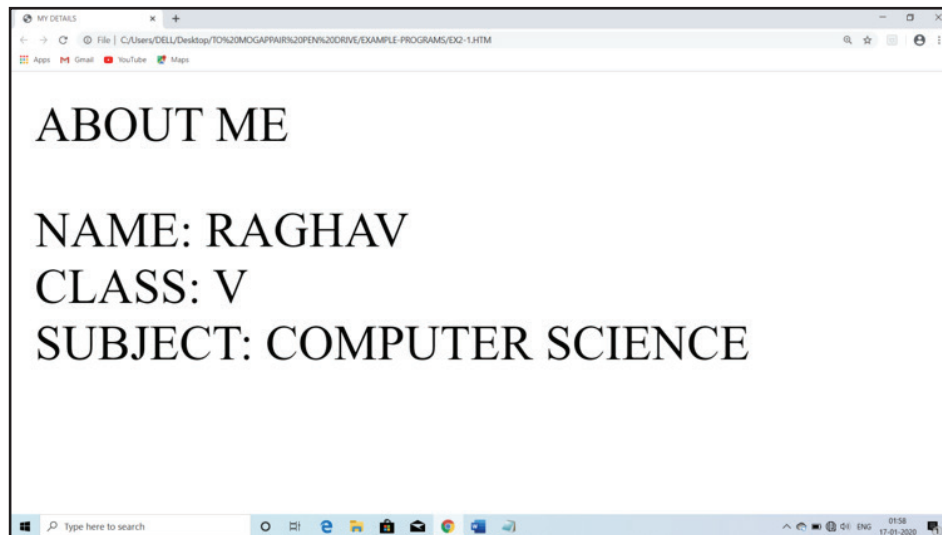 MY DETAILS
File | C:/Users/DELL/Desktop/TO%20MOGAPPAIR%20PEN%20DRIVE/EXAMPLE-PROGRAMS/EX2-1.HTM
Apps Gmail YouTube Maps
ABOUT ME
NAME: RAGHAV
CLASS: V
SUBJECT: COMPUTER SCIENCE
Type here to search
ENG
01:58
17-01-2020